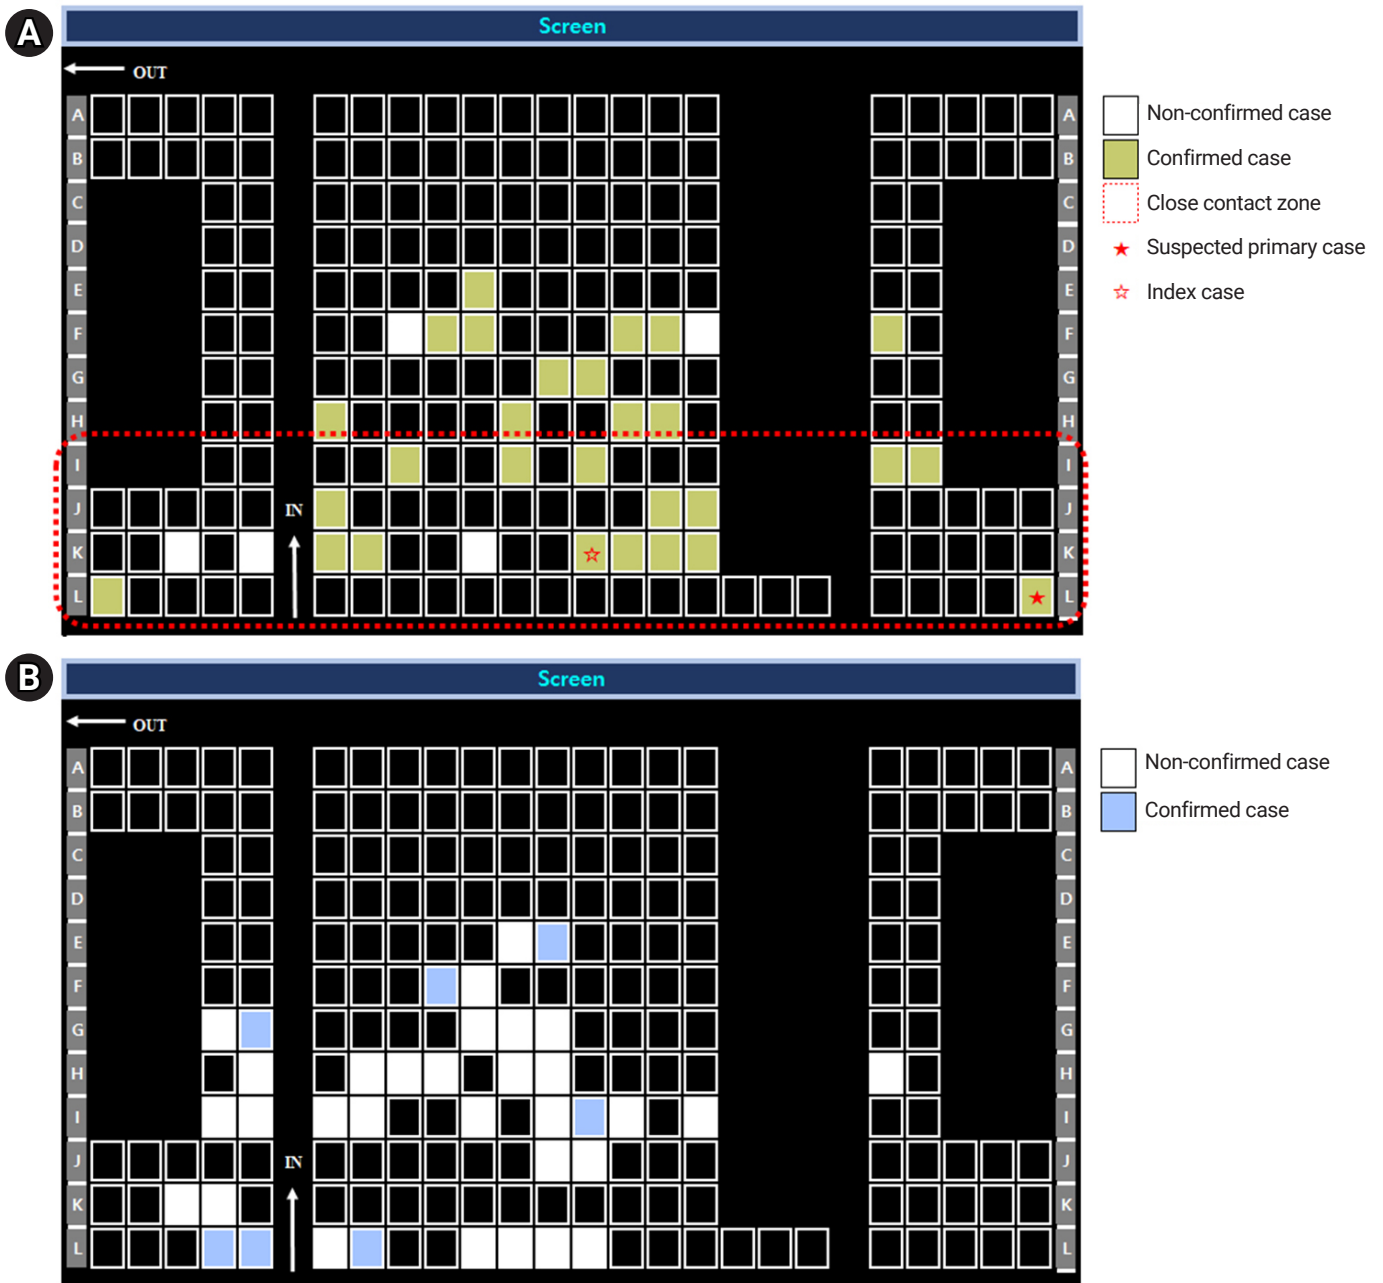 A
Screen
OUT
A A
B B
C C
D D
E E
F F
G G
H H
I I
J IN J
K K
L L
Non-confirmed case
Confirmed case
Close contact zone
Suspected primary case
Index case
B
Screen
OUT
A A
B B
C C
D D
E E
F F
G G
H H
I I
J IN J
K K
L L
Non-confirmed case
Confirmed case